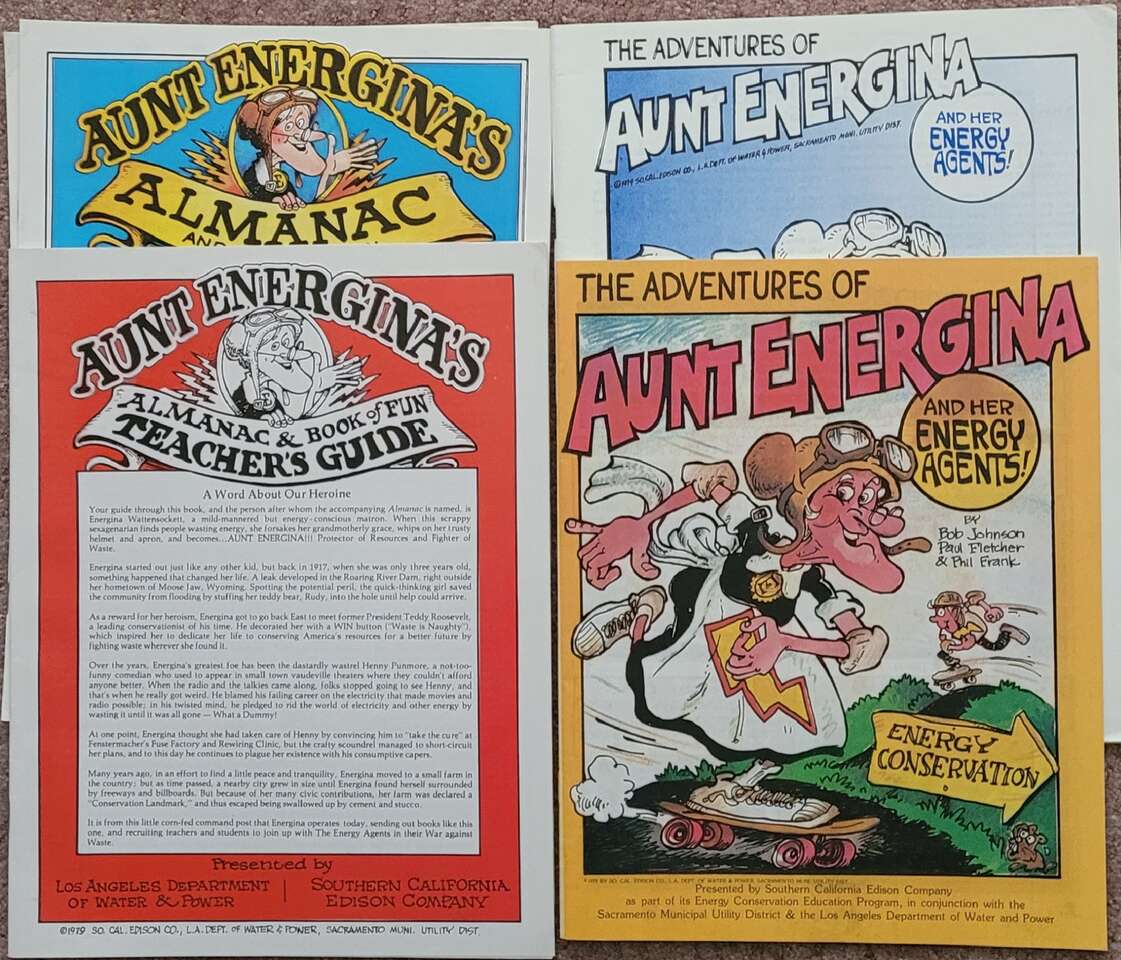 AUNT ENERGINA'S
ALMANAC
THE ADVENTURES OF
AUNT ENERGINA
AND HER
ENERGY
AGENTS!
©1979 SO. CAL. EDISON CO., L.A. DEPT. OF WATER & POWER, SACRAMENTO MUNI. UTILITY DIST.
AUNT ENERGINA'S
ALMANAC & BOOK of FUN
TEACHER'S GUIDE
A Word About Our Heroine
Your guide through this book, and the person after whom the accompanying Almanac is named, is
Energina Wattensockett, a mild-mannered but energy-conscious matron. When this scrappy
sexagenarian finds people wasting energy, she forsakes her grandmotherly grace, whips on her trusty
helmet and apron, and becomes...AUNT ENERGINA!!! Protector of Resources and Fighter of
Waste.
Energina started out just like any other kid, but back in 1917, when she was only three years old,
something happened that changed her life. A leak developed in the Roaring River Dam, right outside
her hometown of Moose Jaw, Wyoming. Spotting the potential peril, the quick-thinking girl saved
the community from flooding by stuffing her teddy bear, Rudy, into the hole until help could arrive.
As a reward for her heroism, Energina got to go back East to meet former President Teddy Roosevelt,
a leading conservationist of his time. He decorated her with a WIN button ("Waste is Naughty"),
which inspired her to dedicate her life to conserving America's resources for a better future by
fighting waste wherever she found it.
Over the years, Energina's greatest foe has been the dastardly wastrel Henny Punmore, a not-too-
funny comedian who used to appear in small town vaudeville theaters where they couldn't afford
anyone better. When the radio and the talkies came along, folks stopped going to see Henny, and
that's when he really got weird. He blamed his failing career on the electricity that made movies and
radio possible; in his twisted mind, he pledged to rid the world of electricity and other energy by
wasting it until it was all gone — What a Dummy!
At one point, Energina thought she had taken care of Henny by convincing him to "take the cure" at
Fenstermacher's Fuse Factory and Rewiring Clinic, but the crafty scoundrel managed to short-circuit
her plans, and to this day he continues to plague her existence with his consumptive capers.
Many years ago, in an effort to find a little peace and tranquility, Energina moved to a small farm in
the country; but as time passed, a nearby city grew in size until Energina found herself surrounded
by freeways and billboards. But because of her many civic contributions, her farm was declared a
"Conservation Landmark," and thus escaped being swallowed up by cement and stucco.
It is from this little corn-fed command post that Energina operates today, sending out books like this
one, and recruiting teachers and students to join up with The Energy Agents in their War against
Waste.
Presented by
LOS ANGELES DEPARTMENT
OF WATER & POWER
SOUTHERN CALIFORNIA
EDISON COMPANY
©1979 SO. CAL. EDISON CO., L.A. DEPT. OF WATER & POWER, SACRAMENTO MUNI. UTILITY DIST.
THE ADVENTURES OF
AUNT ENERGINA
AND HER
ENERGY
AGENTS!
BY
Bob Johnson
Paul Fletcher
& Phil Frank
ENERGY
CONSERVATION
©1979 BY SO. CAL. EDISON CO., L.A. DEPT. OF WATER & POWER, SACRAMENTO MUNI. UTILITY DIST.
Presented by Southern California Edison Company
as part of its Energy Conservation Education Program, in conjunction with the
Sacramento Municipal Utility District & the Los Angeles Department of Water and Power